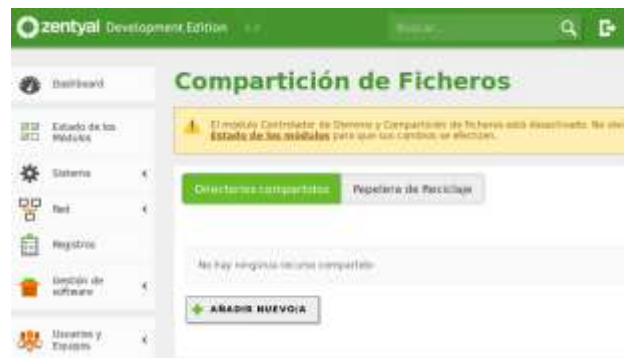 zentyal Development Edition
Buscar...
Dashboard
Estado de los
Módulos
Sistema
Red
Registros
Gestión de
software
Usuarios y
Equipos
Compartición de Ficheros
El módulo Controlador de Dominio y Compartición de ficheros está desactivado. No
Estado de los módulos para que sus cambios se efectúen.
Directorios compartidos
Papelera de Reciclaje
No hay ningún/a recurso compartido
AÑADIR NUEVO/A